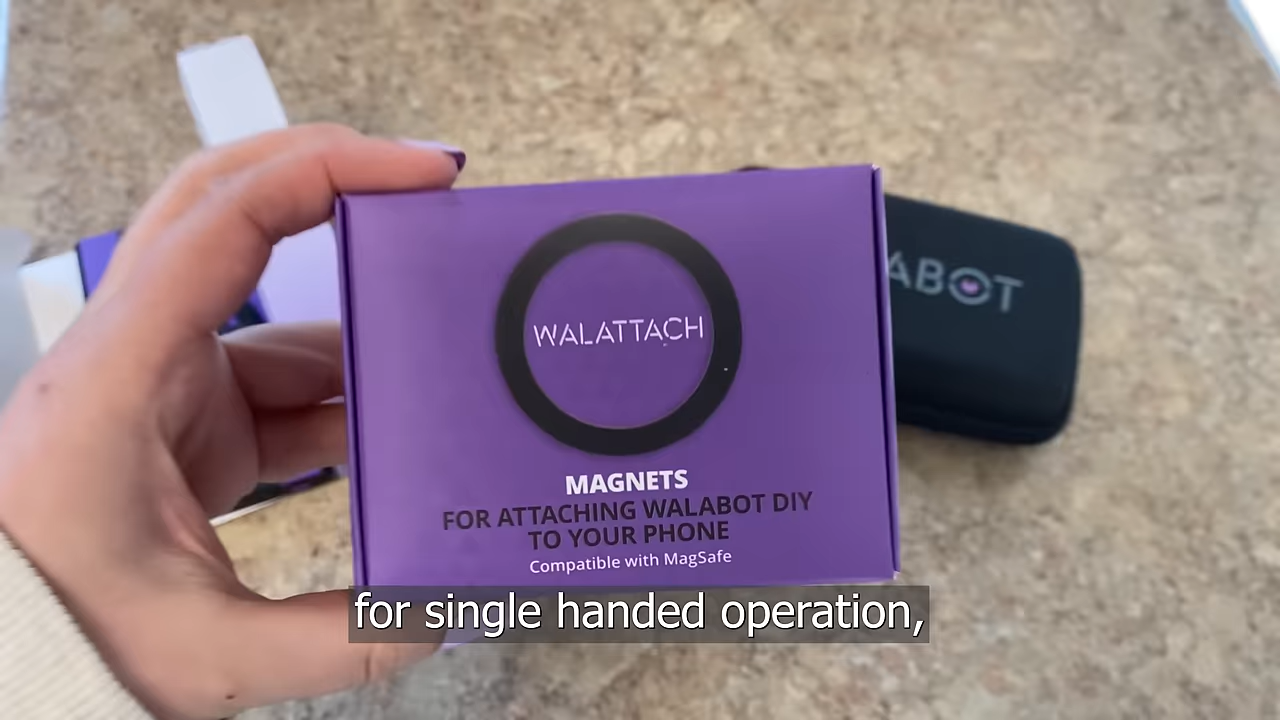 WALATTACH
MAGNETS
FOR ATTACHING WALABOT DIY
TO YOUR PHONE
Compatible with MagSafe
ABOT
for single handed operation,